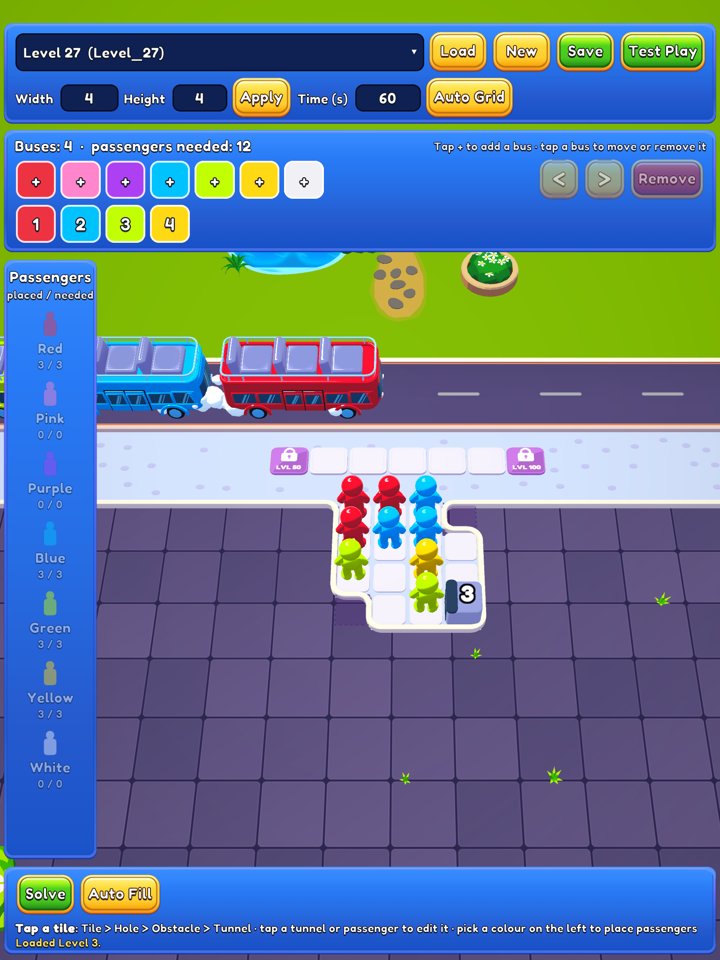 Level 27 (Level_27)
Load
New
Save
Test Play
Width
4
Height
4
Apply
Time (s)
60
Auto Grid
Buses: 4 · passengers needed: 12
Tap + to add a bus · tap a bus to move or remove it
+ + + + + + +
< > Remove
1 2 3 4
Passengers
placed / needed
Red
3 / 3
Pink
0 / 0
Purple
0 / 0
Blue
3 / 3
Green
3 / 3
Yellow
3 / 3
White
0 / 0
LVL 50
LVL 100
3
Solve
Auto Fill
Tap a tile: Tile > Hole > Obstacle > Tunnel · tap a tunnel or passenger to edit it · pick a colour on the left to place passengers
Loaded Level 3.